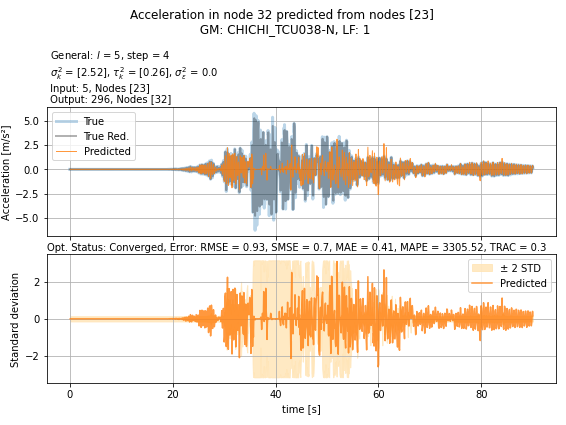 Acceleration in node 32 predicted from nodes [23]
GM: CHICHI_TCU038-N, LF: 1
General: l = 5, step = 4
σ²ₖ = [2.52], τ²ₖ = [0.26], σ²ε = 0.0
Input: 5, Nodes [23]
Output: 296, Nodes [32]
Acceleration [m/s²]
5.0
2.5
0.0
−2.5
−5.0
True
True Red.
Predicted
Opt. Status: Converged, Error: RMSE = 0.93, SMSE = 0.7, MAE = 0.41, MAPE = 3305.52, TRAC = 0.3
Standard deviation
2
0
−2
± 2 STD
Predicted
0
20
40
60
80
time [s]